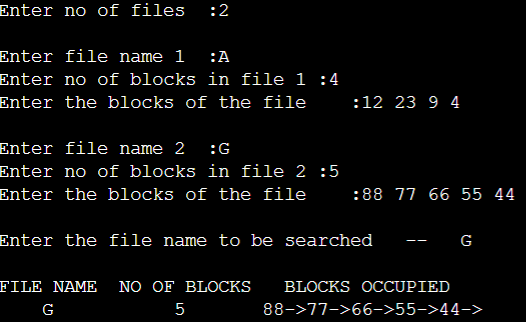 Enter no of files  :2
Enter file name 1  :A
Enter no of blocks in file 1 :4
Enter the blocks of the file    :12 23 9 4
Enter file name 2  :G
Enter no of blocks in file 2 :5
Enter the blocks of the file    :88 77 66 55 44
Enter the file name to be searched   --   G
FILE NAME  NO OF BLOCKS   BLOCKS OCCUPIED
    G           5       88->77->66->55->44->